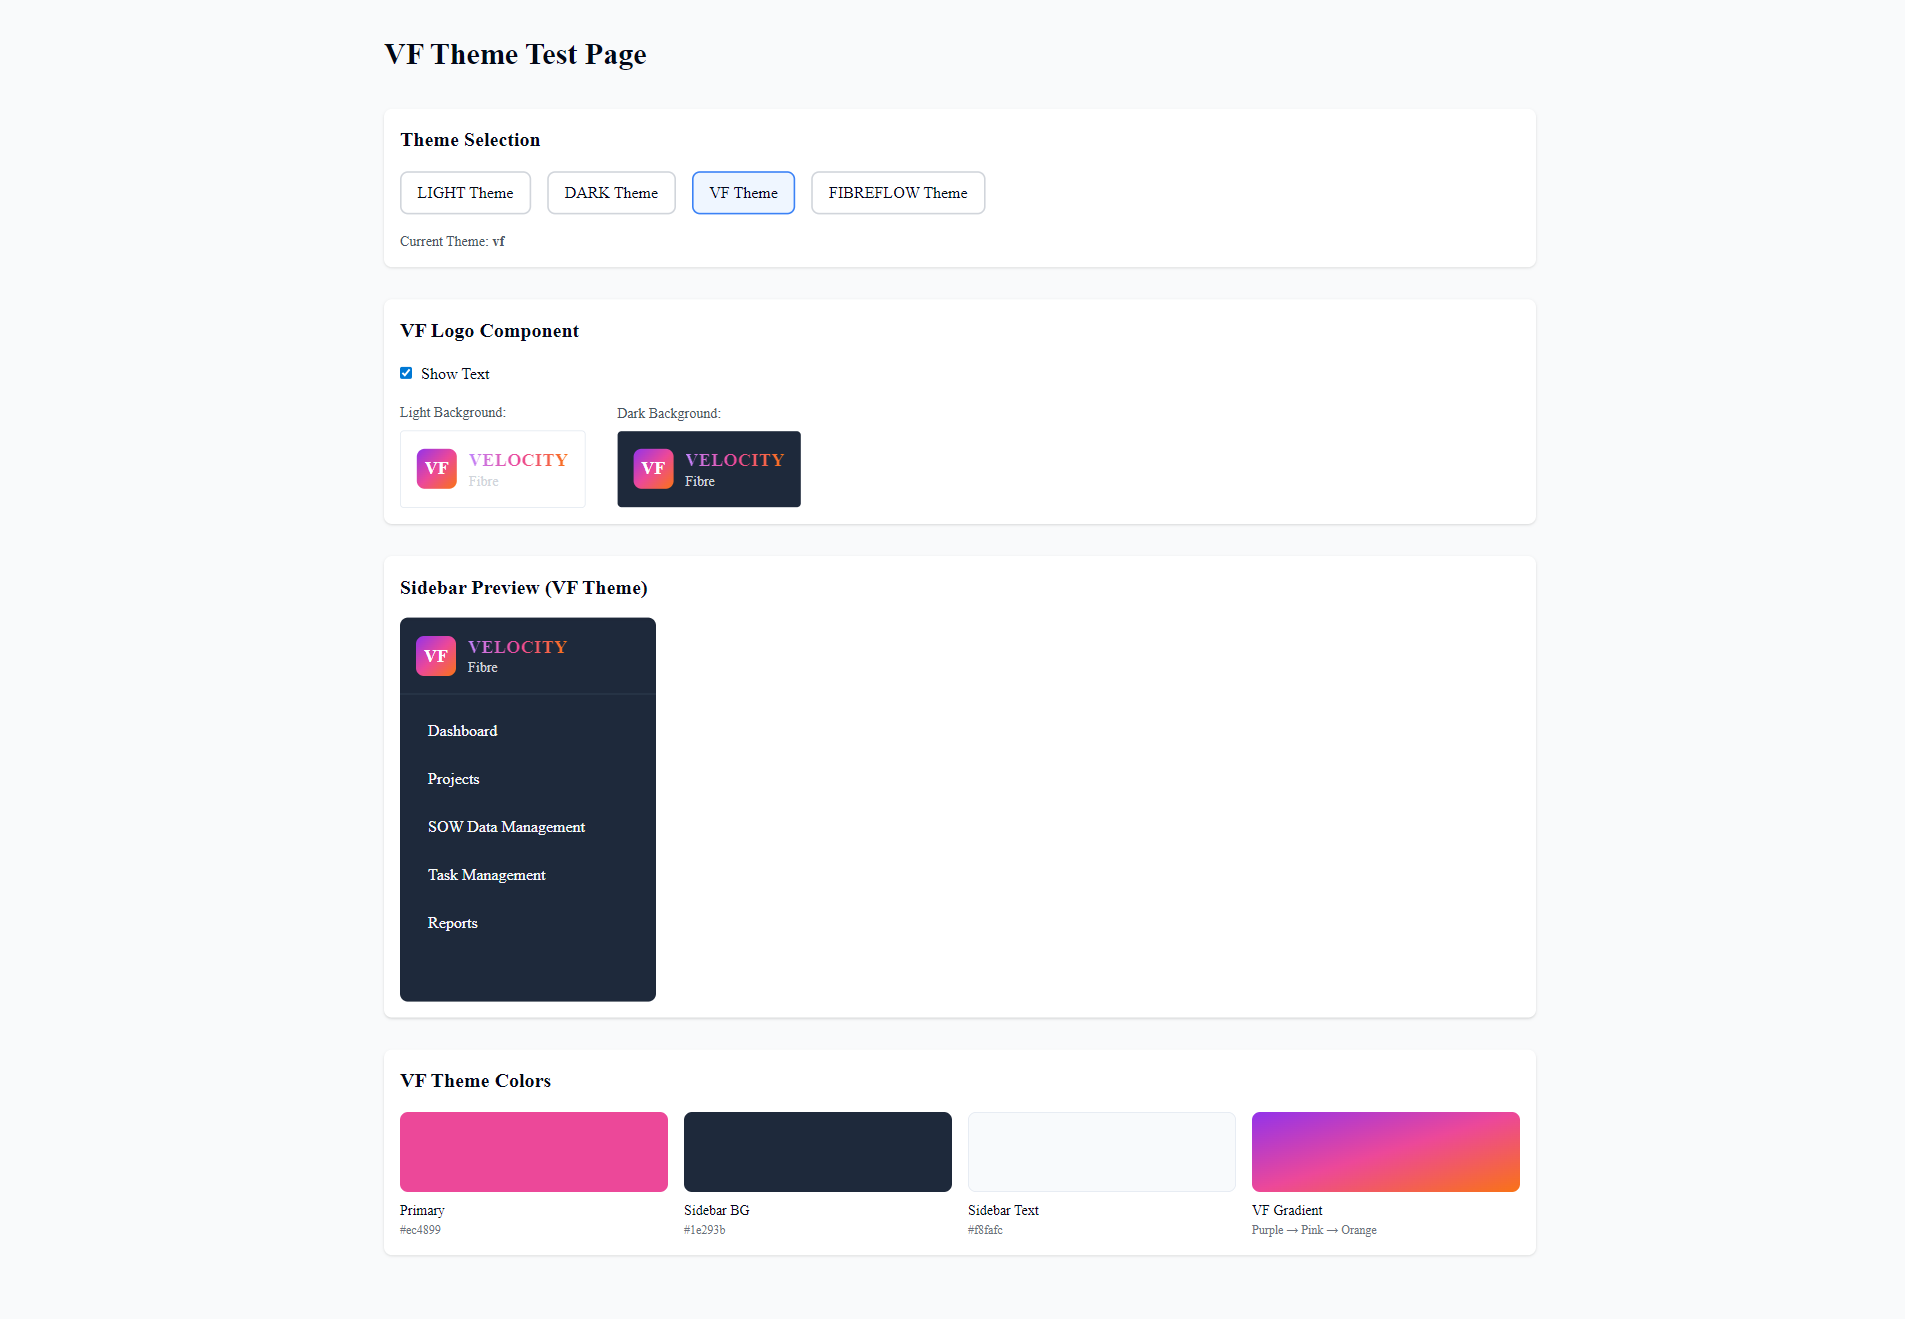 VF Theme Test Page
Theme Selection
LIGHT Theme
DARK Theme
VF Theme
FIBREFLOW Theme
Current Theme: vf
VF Logo Component
Show Text
Light Background:
VF
VELOCITY
Fibre
Dark Background:
VF
VELOCITY
Fibre
Sidebar Preview (VF Theme)
VF
VELOCITY
Fibre
Dashboard
Projects
SOW Data Management
Task Management
Reports
VF Theme Colors
Primary
#ec4899
Sidebar BG
#1e293b
Sidebar Text
#f8fafc
VF Gradient
Purple → Pink → Orange